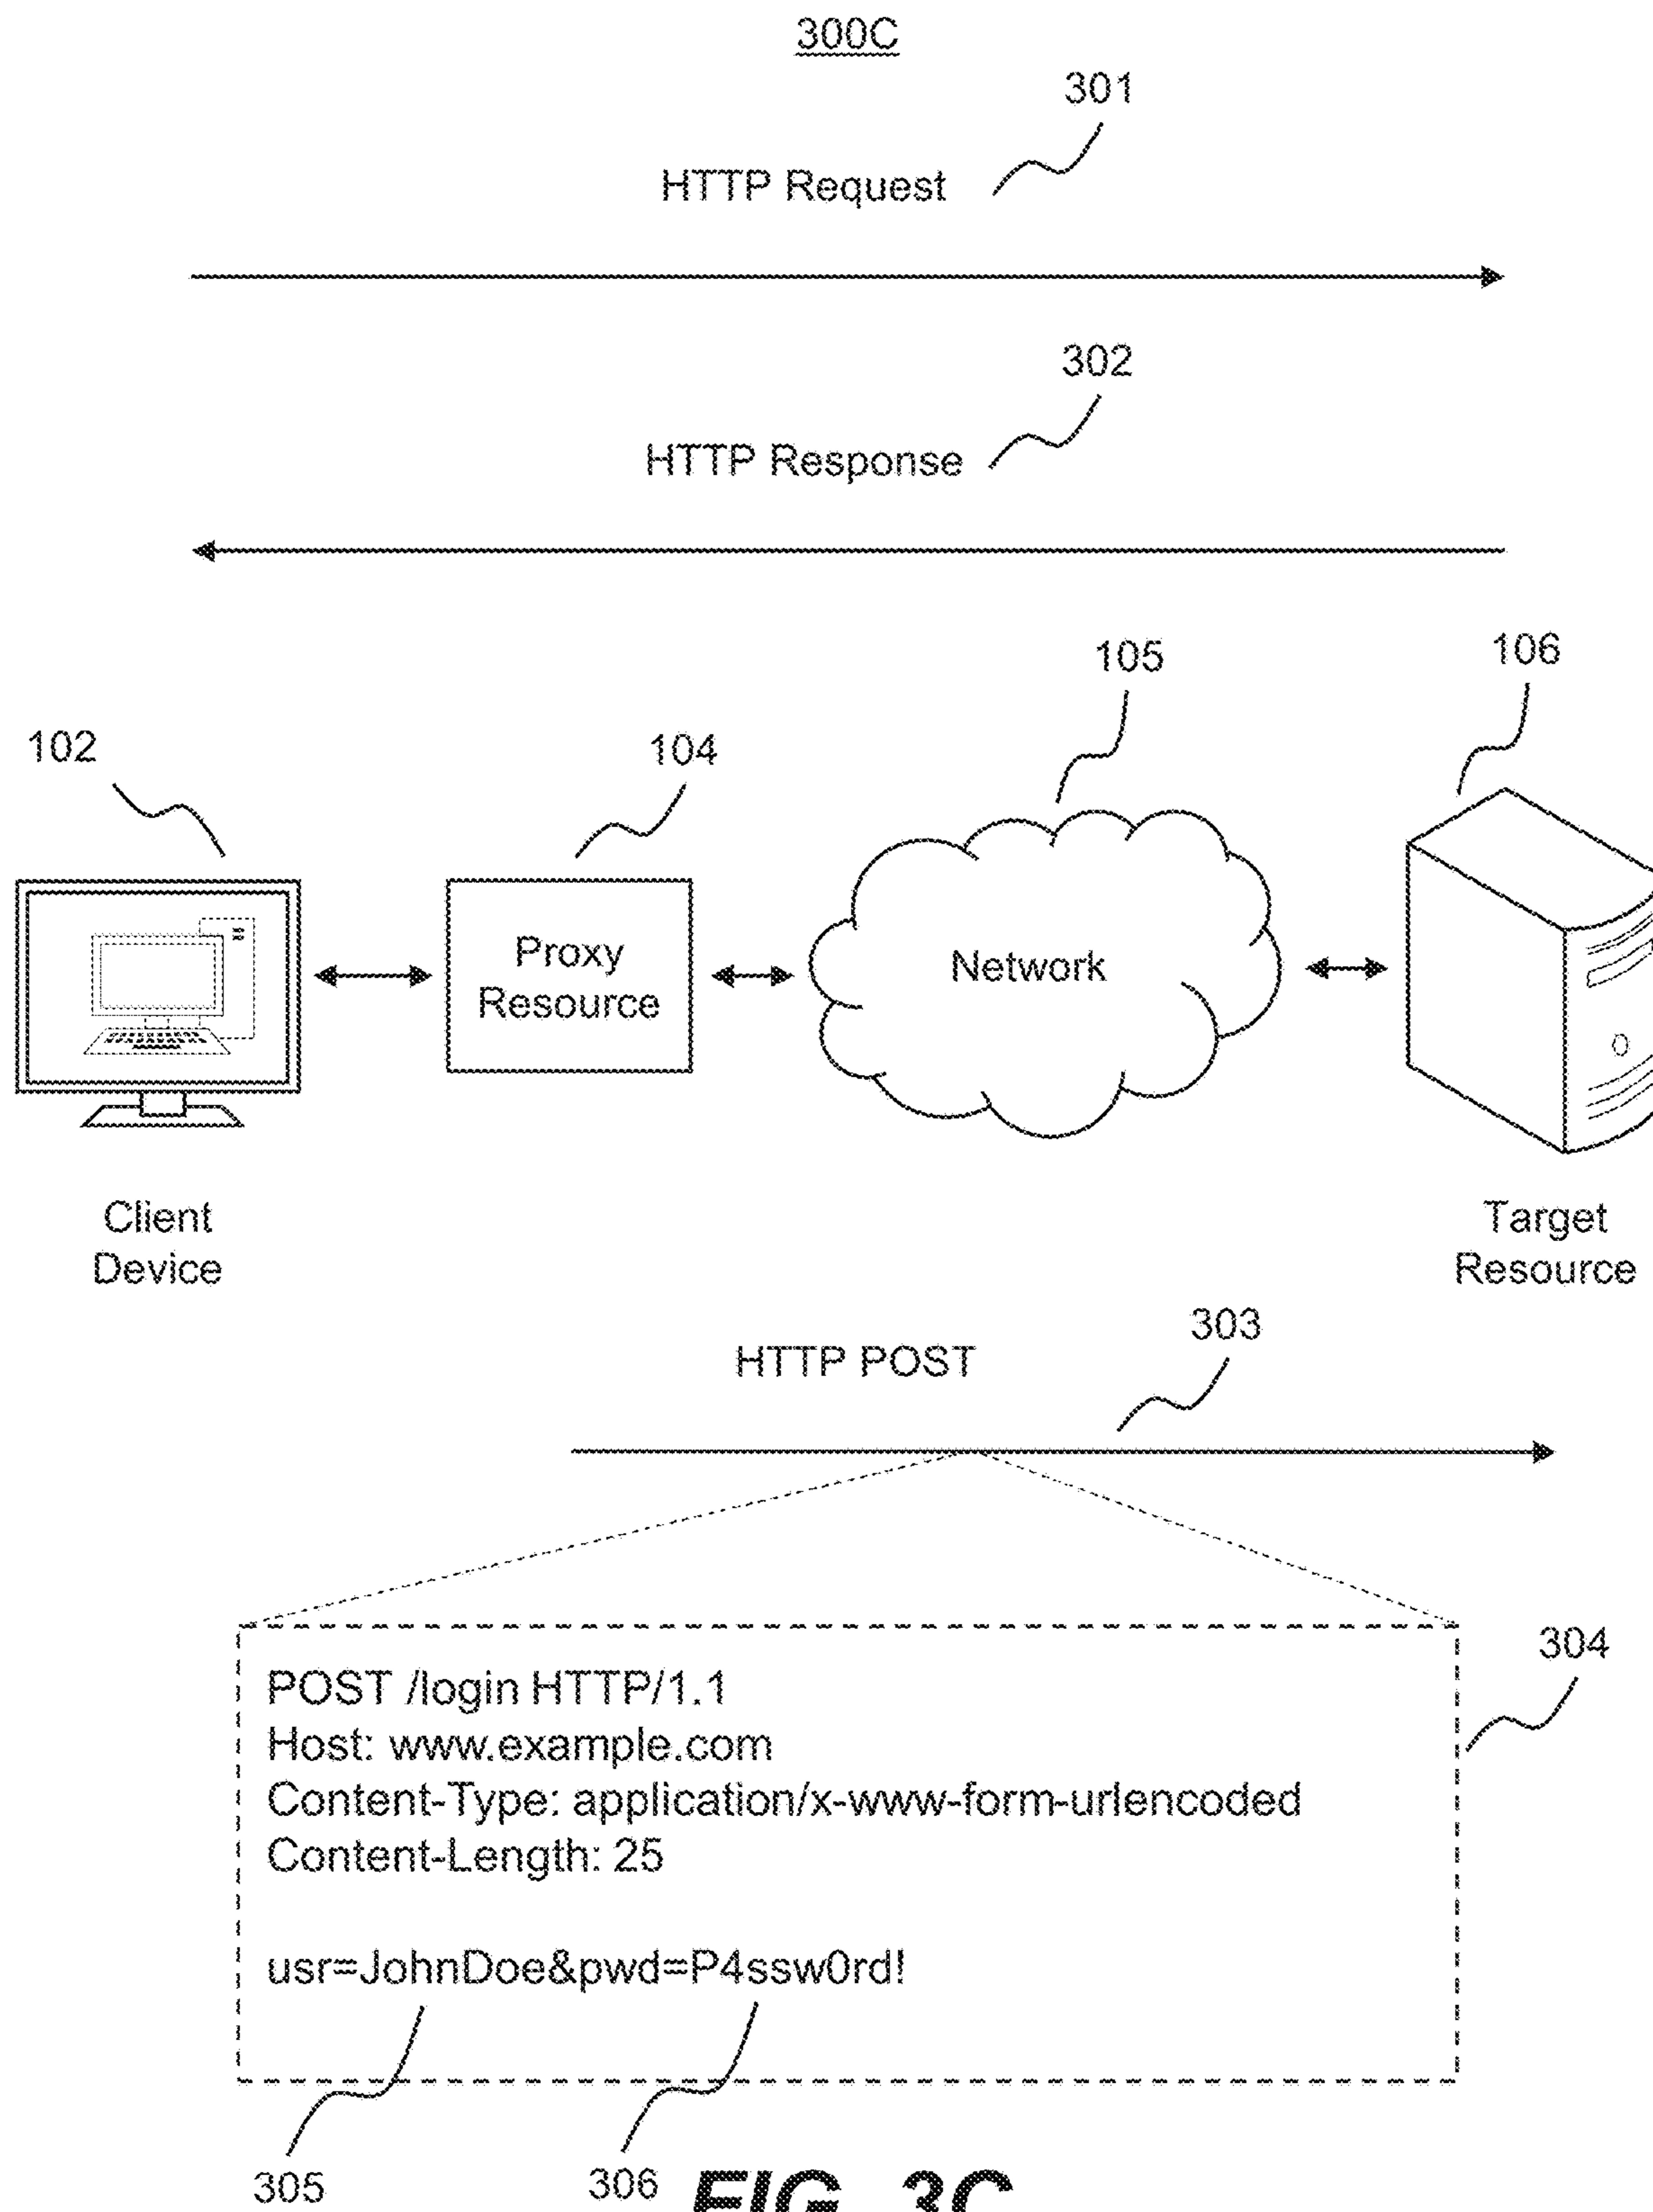 300C
301
HTTP Request
302
HTTP Response
105
106
102
104
Proxy
Resource
Network
Client
Device
Target
Resource
303
HTTP POST
304
POST /login HTTP/1.1
Host: www.example.com
Content-Type: application/x-www-form-urlencoded
Content-Length: 25
usr=JohnDoe&pwd=P4ssw0rd!
305
306
FIG. 3C